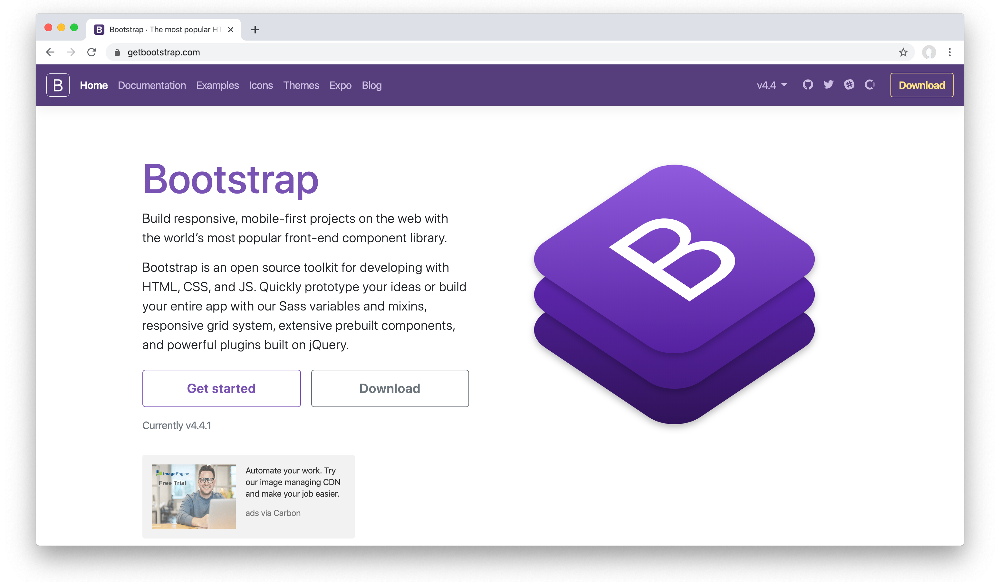 B Bootstrap · The most popular HT
getbootstrap.com
B Home Documentation Examples Icons Themes Expo Blog v4.4 Download
Bootstrap
Build responsive, mobile-first projects on the web with
the world’s most popular front-end component library.
Bootstrap is an open source toolkit for developing with
HTML, CSS, and JS. Quickly prototype your ideas or build
your entire app with our Sass variables and mixins,
responsive grid system, extensive prebuilt components,
and powerful plugins built on jQuery.
Get started Download
Currently v4.4.1
B
ImageEngine
Free Trial
Automate your work. Try
our image managing CDN
and make your job easier.
ads via Carbon